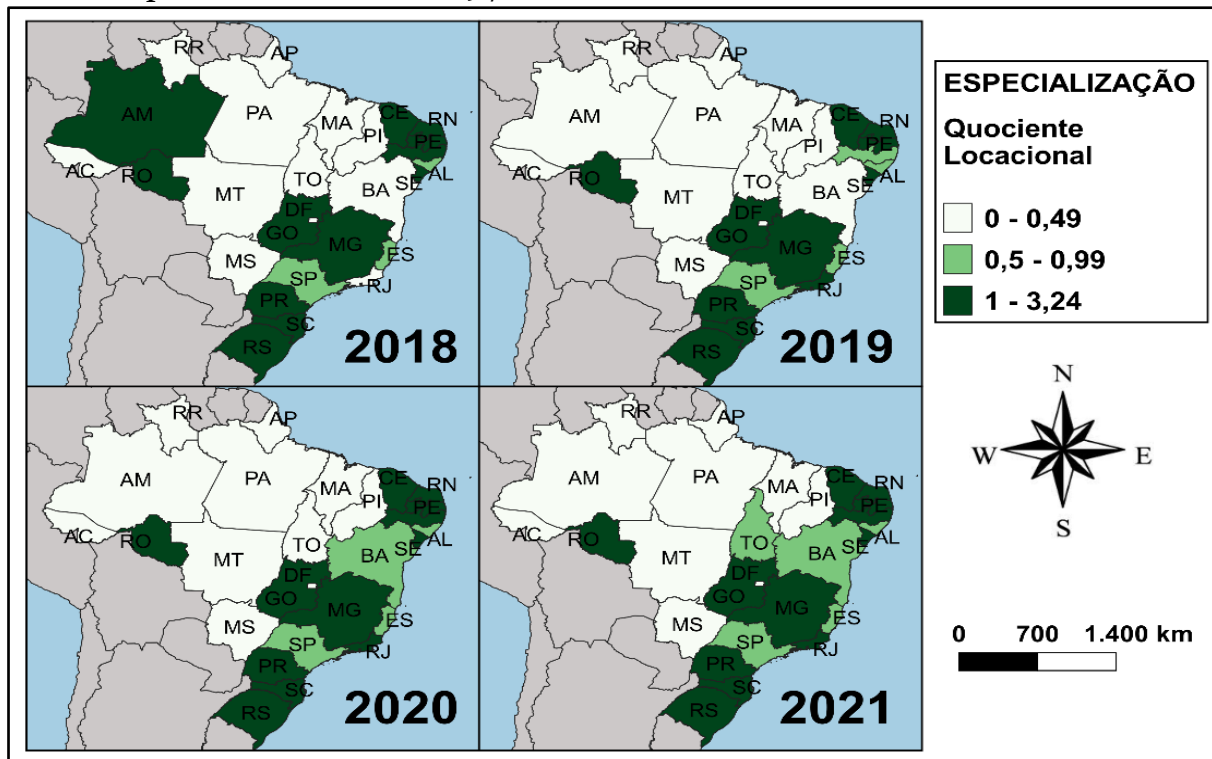 RR AP
AM PA MA PI CE RN
PE
AC RO MT TO BA SE AL
DF
GO MG
MS ES
SP RJ
PR
SC
RS
2018
RR AP
AM PA MA PI CE RN
PE
AC RO MT TO BA SE AL
DF
GO MG
MS ES
SP RJ
PR
SC
RS
2019
RR AP
AM PA MA PI CE RN
PE
AC RO MT TO BA SE AL
DF
GO MG
MS ES
SP RJ
PR
SC
RS
2020
RR AP
AM PA MA PI CE RN
PE
AC RO MT TO BA SE AL
DF
GO MG
MS ES
SP RJ
PR
SC
RS
2021
ESPECIALIZAÇÃO
Quociente
Locacional
0 - 0,49
0,5 - 0,99
1 - 3,24
N
W E
S
0 700 1.400 km